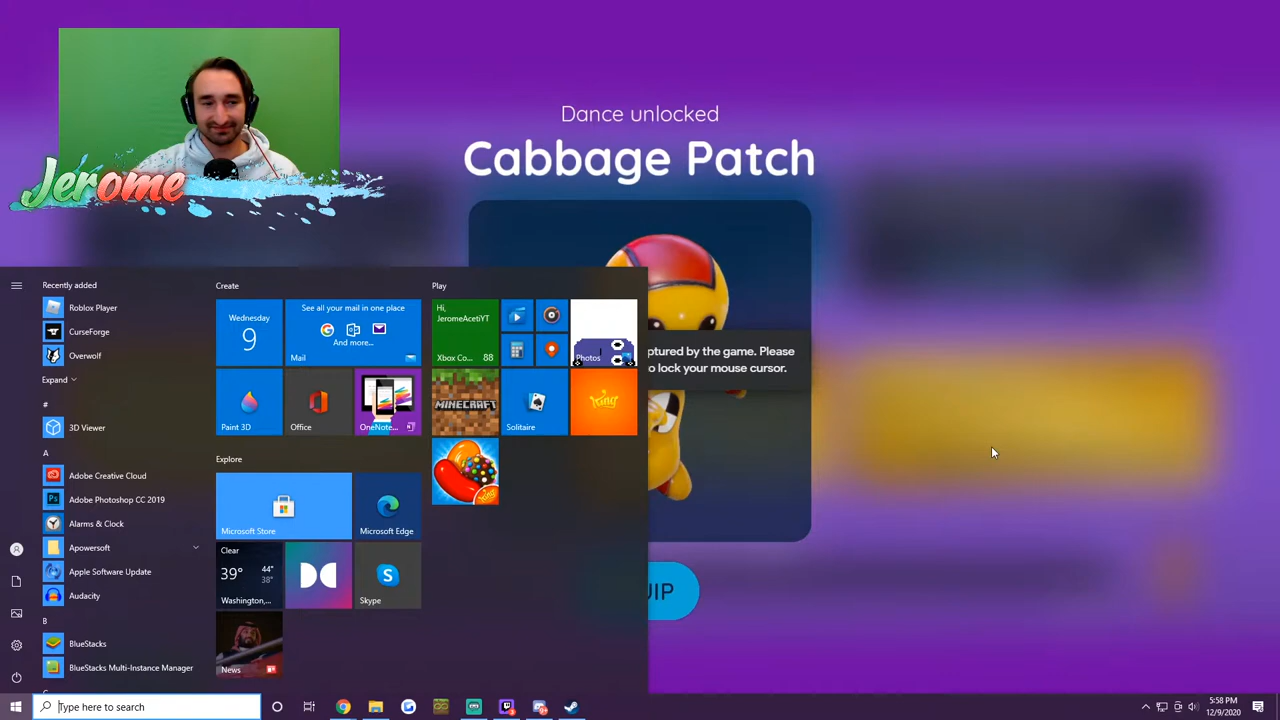 Dance unlocked
Cabbage Patch
Jerome
ptured by the game. Please
o lock your mouse cursor.
UIP
Recently added
Roblox Player
CurseForge
Overwolf
Expand
#
3D Viewer
A
Adobe Creative Cloud
Adobe Photoshop CC 2019
Alarms & Clock
Apowersoft
Apple Software Update
Audacity
B
BlueStacks
BlueStacks Multi-Instance Manager
Create
Wednesday
9
See all your mail in one place
And more...
Mail
Paint 3D
Office
OneNote...
Explore
Microsoft Store
Microsoft Edge
Clear
39° 44°
38°
Washington,...
Skype
News
Play
Hi,
JeromeAcetiYT
Xbox Co... 88
Photos
MINECRAFT
Solitaire
King
King
Type here to search
5:58 PM
12/9/2020